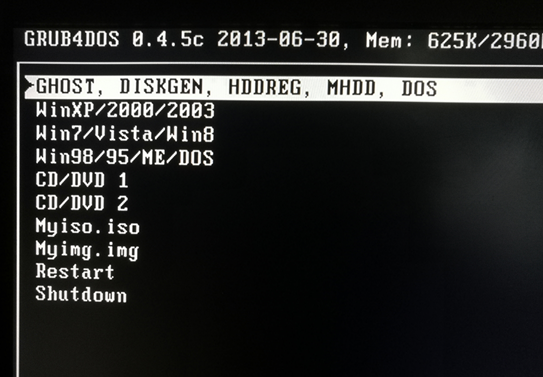 GRUB4DOS 0.4.5c 2013-06-30, Mem: 625K/2960
GHOST, DISKGEN, HDDREG, MHDD, DOS
WinXP/2000/2003
Win7/Vista/Win8
Win98/95/ME/DOS
CD/DVD 1
CD/DVD 2
Myiso.iso
Myimg.img
Restart
Shutdown